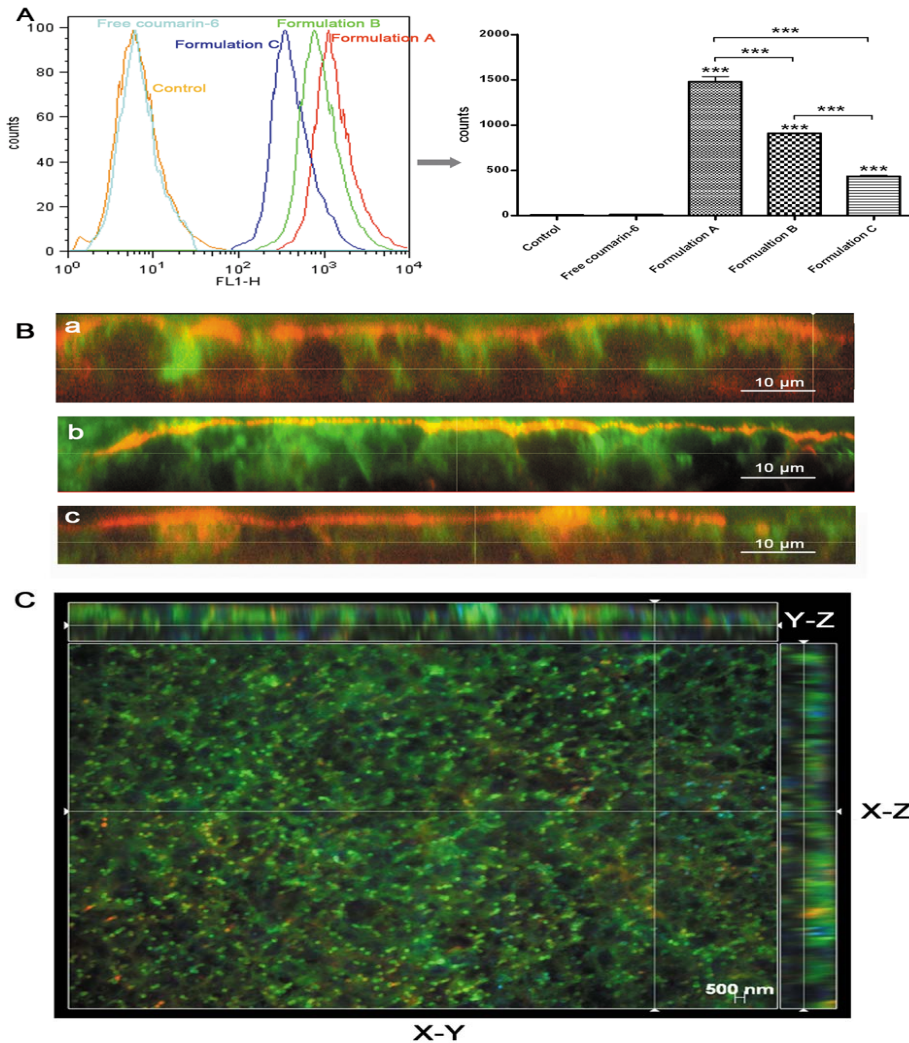 A
Free coumarin-6
Formulation B
Formulation C
Formulation A
Control
counts
100
80
60
40
20
0
10^0
10^1
10^2
10^3
10^4
FL1-H
counts
2000
1500
1000
500
0
***
***
***
***
***
***
Control
Free coumarin-6
Formulation A
Formualtion B
Formulation C
B
a
10 µm
b
10 µm
c
10 µm
C
Y-Z
X-Z
500 nm
X-Y